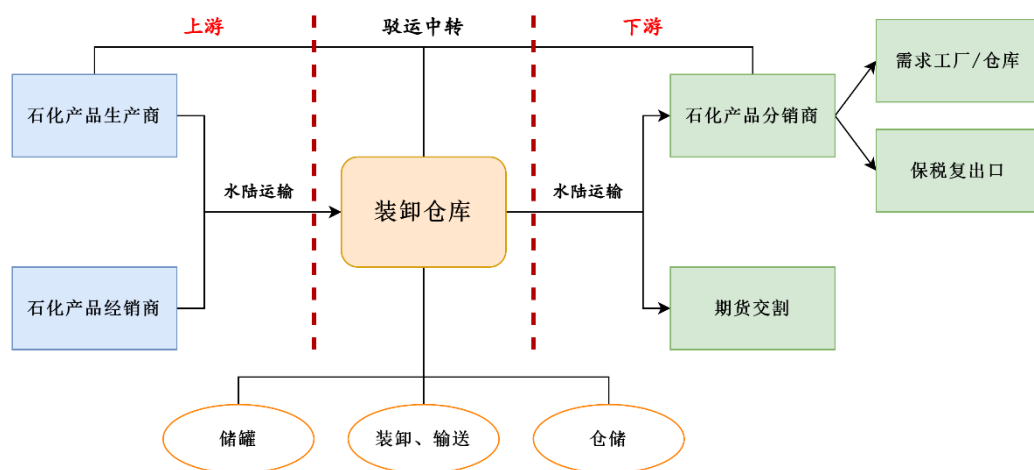 上游
驳运中转
下游
石化产品生产商
石化产品经销商
水陆运输
装卸仓库
水陆运输
石化产品分销商
期货交割
需求工厂/仓库
保税复出口
储罐
装卸、输送
仓储